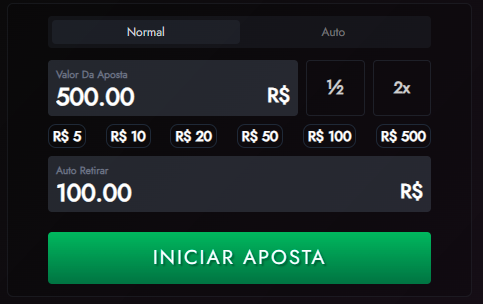 Normal Auto
Valor Da Aposta
500.00 R$ ½ 2x
R$ 5 R$ 10 R$ 20 R$ 50 R$ 100 R$ 500
Auto Retirar
100.00 R$
INICIAR APOSTA